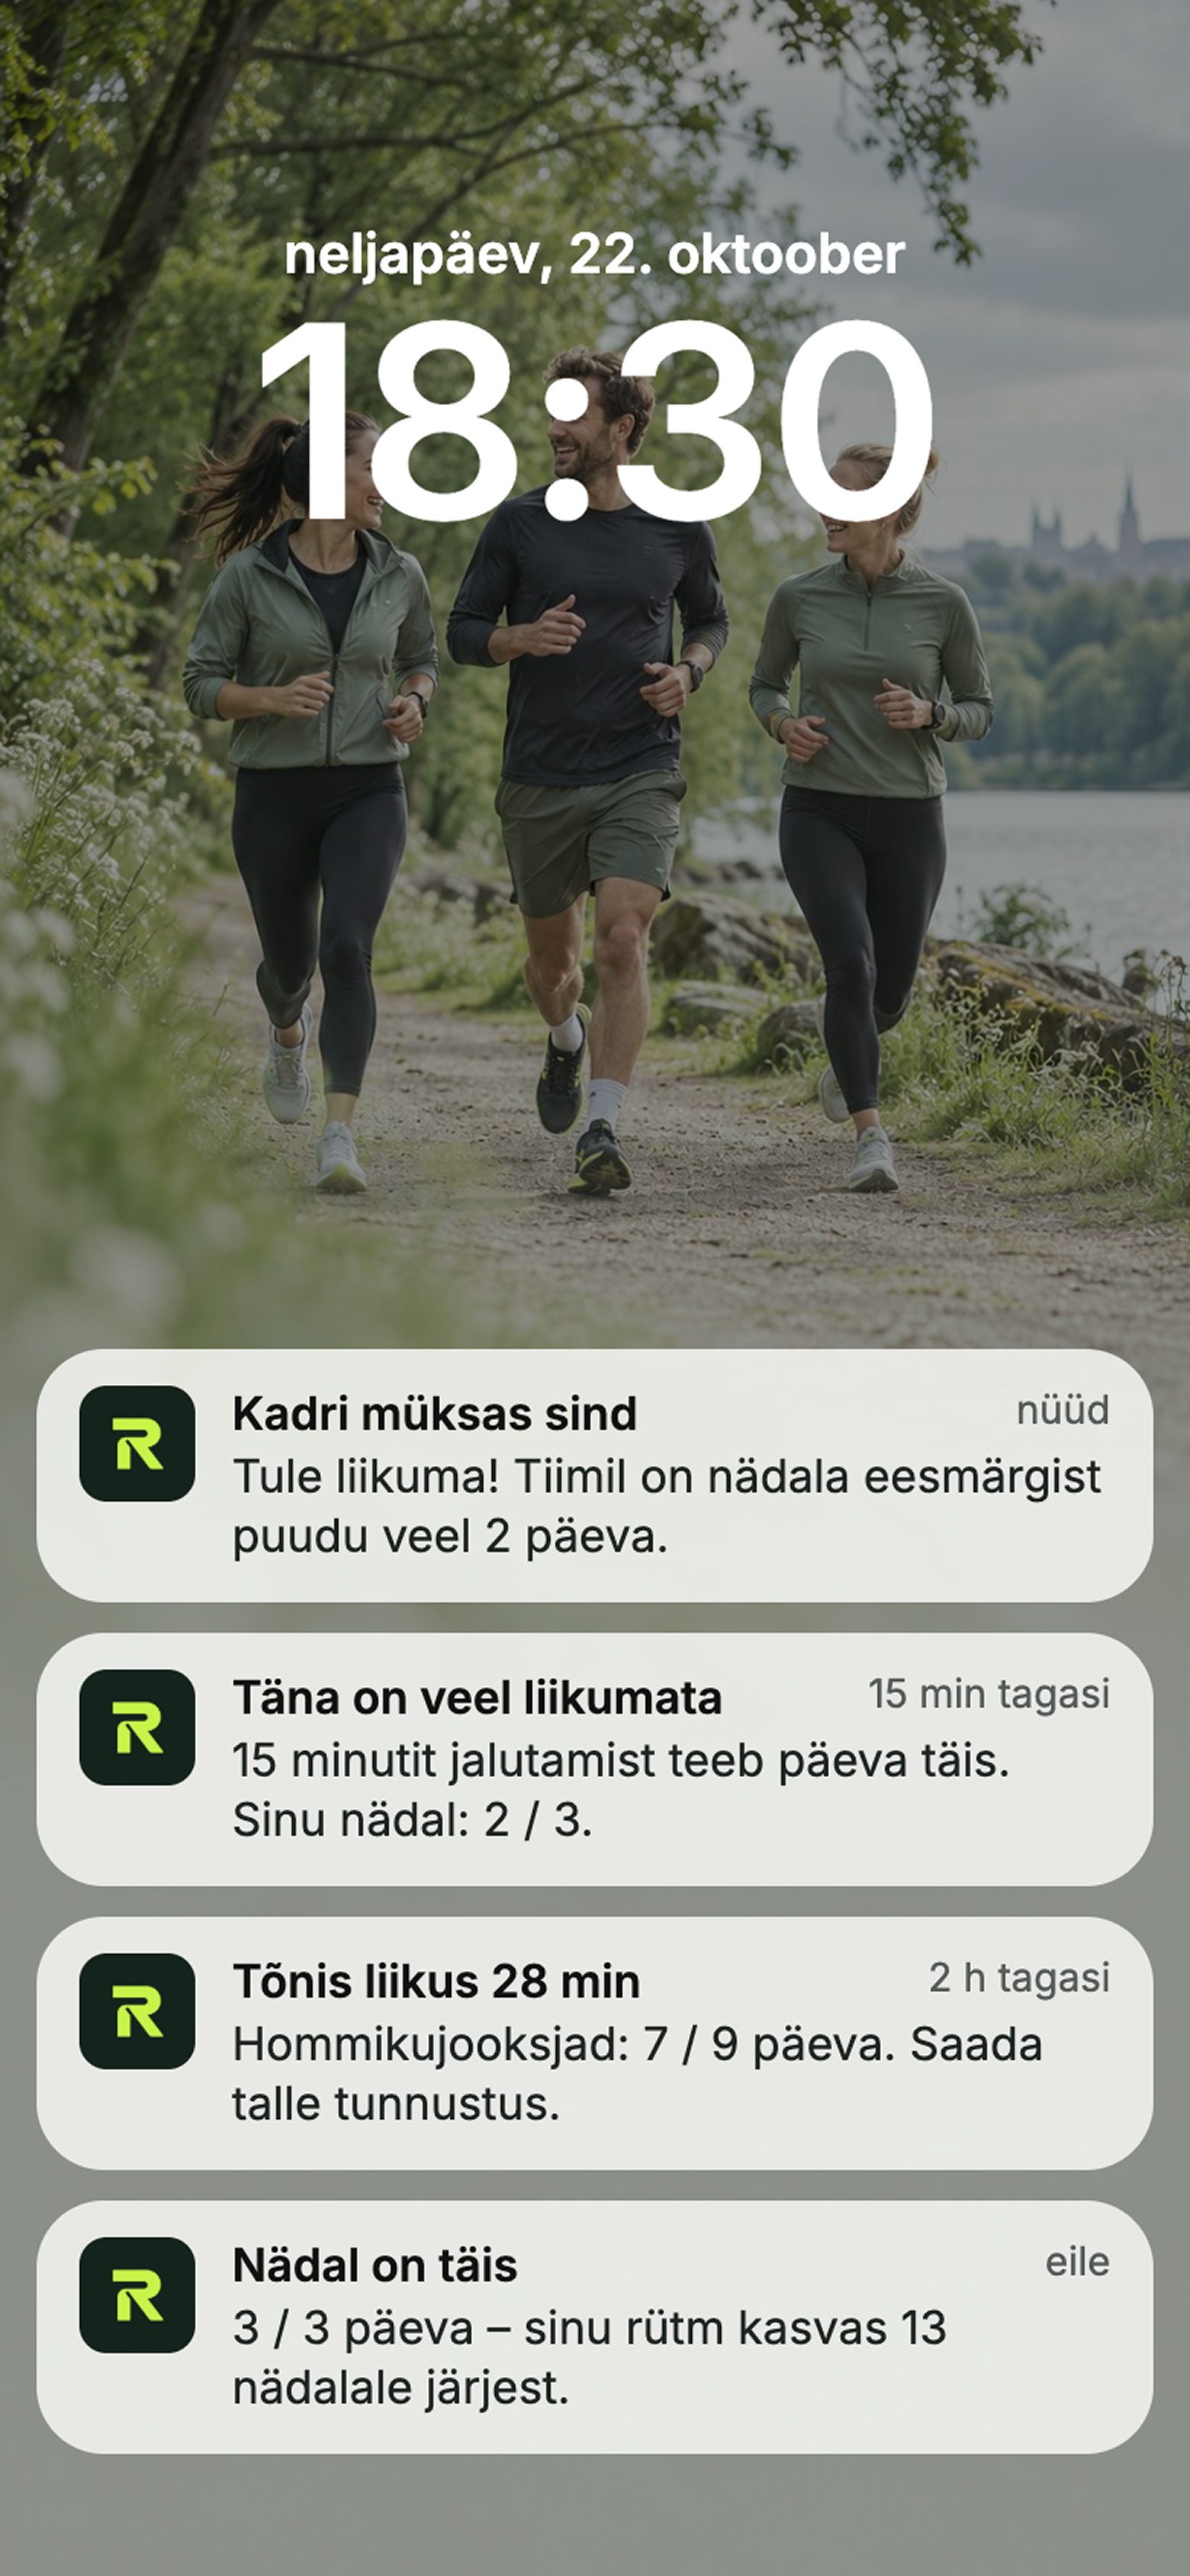 neljapäev, 22. oktoober
18:30
Kadri müksas sind
nüüd
Tule liikuma! Tiimil on nädala eesmärgist
puudu veel 2 päeva.
Täna on veel liikumata
15 min tagasi
15 minutit jalutamist teeb päeva täis.
Sinu nädal: 2 / 3.
Tõnis liikus 28 min
2 h tagasi
Hommikujooksjad: 7 / 9 päeva. Saada
talle tunnustus.
Nädal on täis
eile
3 / 3 päeva – sinu rütm kasvas 13
nädalale järjest.